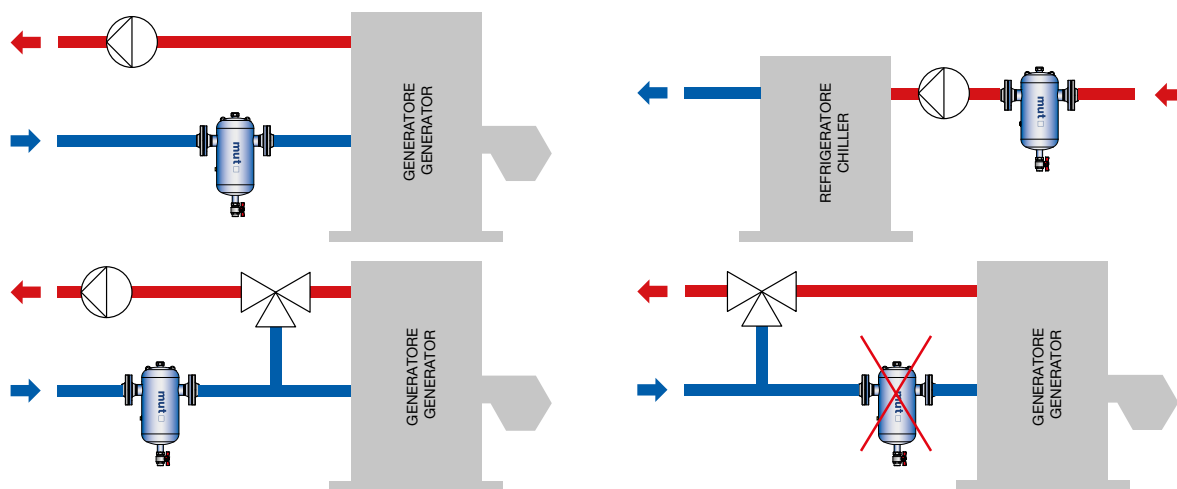 GENERATORE
GENERATOR
mut
REFRIGERATORE
CHILLER
mut
GENERATORE
GENERATOR
mut
GENERATORE
GENERATOR
mut